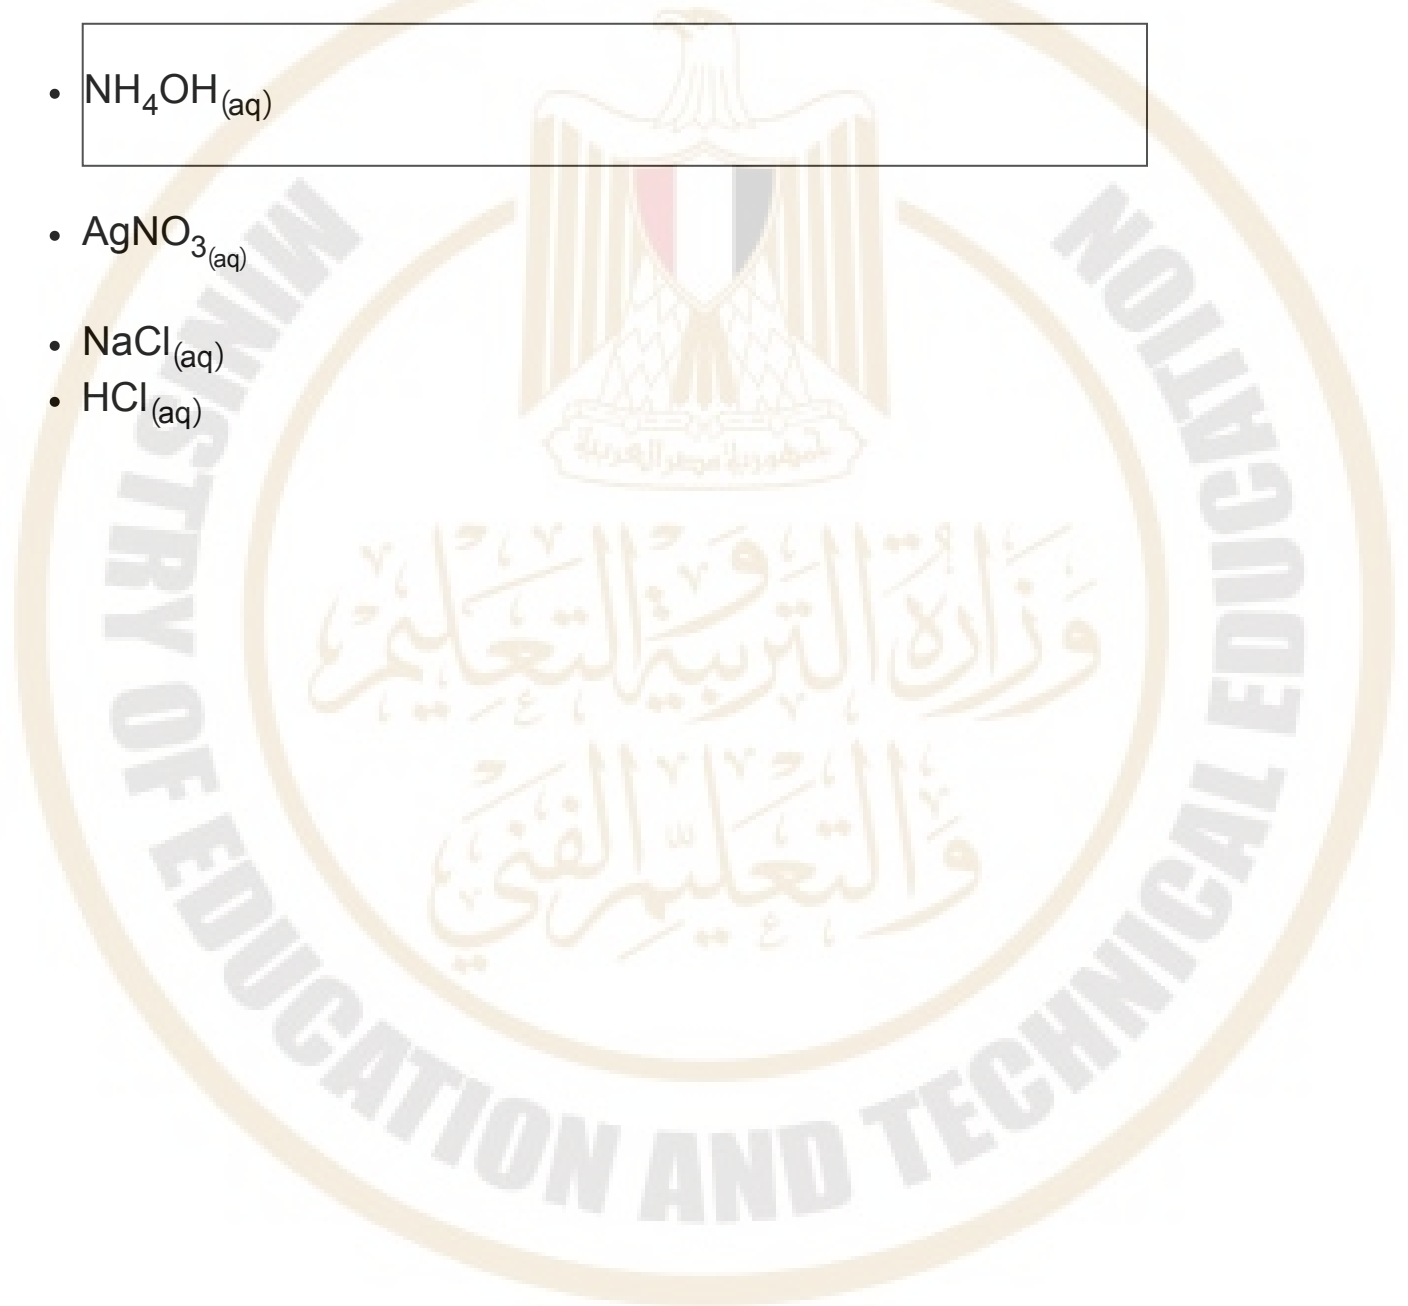 • NH₄OH₍aq₎
• AgNO₃(aq)
• NaCl(aq)
• HCl(aq)
جمهورية مصر العربية
وزارة التربية والتعليم
والتعليم الفني
MINISTRY OF EDUCATION AND TECHNICAL EDUCATION